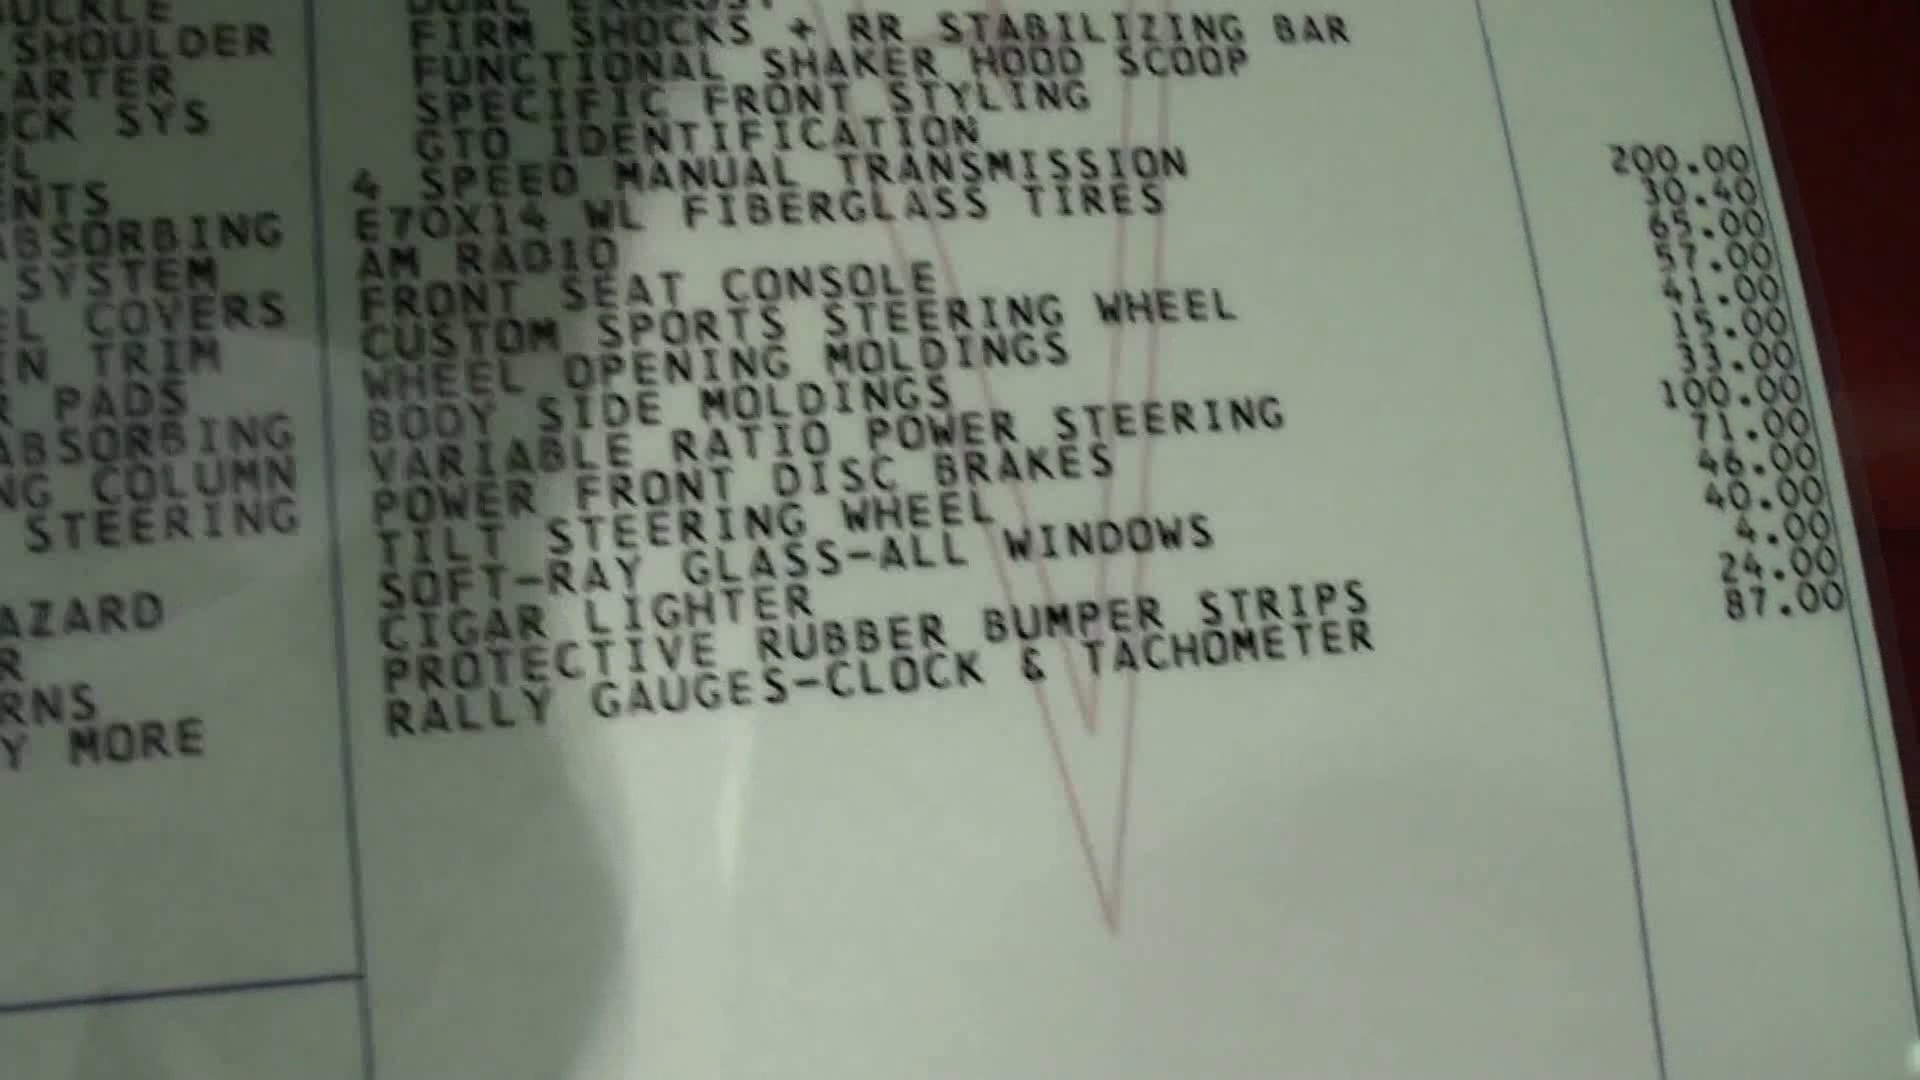 UCKLE
SHOULDER
ARTER
CK SYS
L
ENTS
ABSORBING
SYSTEM
EL COVERS
IN TRIM
R PADS
ABSORBING
NG COLUMN
STEERING
AZARD
R
RNS
Y MORE
FIRM SHOCKS + RR STABILIZING BAR
FUNCTIONAL SHAKER HOOD SCOOP
SPECIFIC FRONT STYLING
GTO IDENTIFICATION
4 SPEED MANUAL TRANSMISSION 200.00
E70X14 WL FIBERGLASS TIRES 30.40
AM RADIO 65.00
FRONT SEAT CONSOLE 57.00
CUSTOM SPORTS STEERING WHEEL 41.00
WHEEL OPENING MOLDINGS 15.00
BODY SIDE MOLDINGS 33.00
VARIABLE RATIO POWER STEERING 100.00
POWER FRONT DISC BRAKES 71.00
TILT STEERING WHEEL 46.00
SOFT-RAY GLASS-ALL WINDOWS 40.00
CIGAR LIGHTER 4.00
PROTECTIVE RUBBER BUMPER STRIPS 24.00
RALLY GAUGES-CLOCK & TACHOMETER 87.00